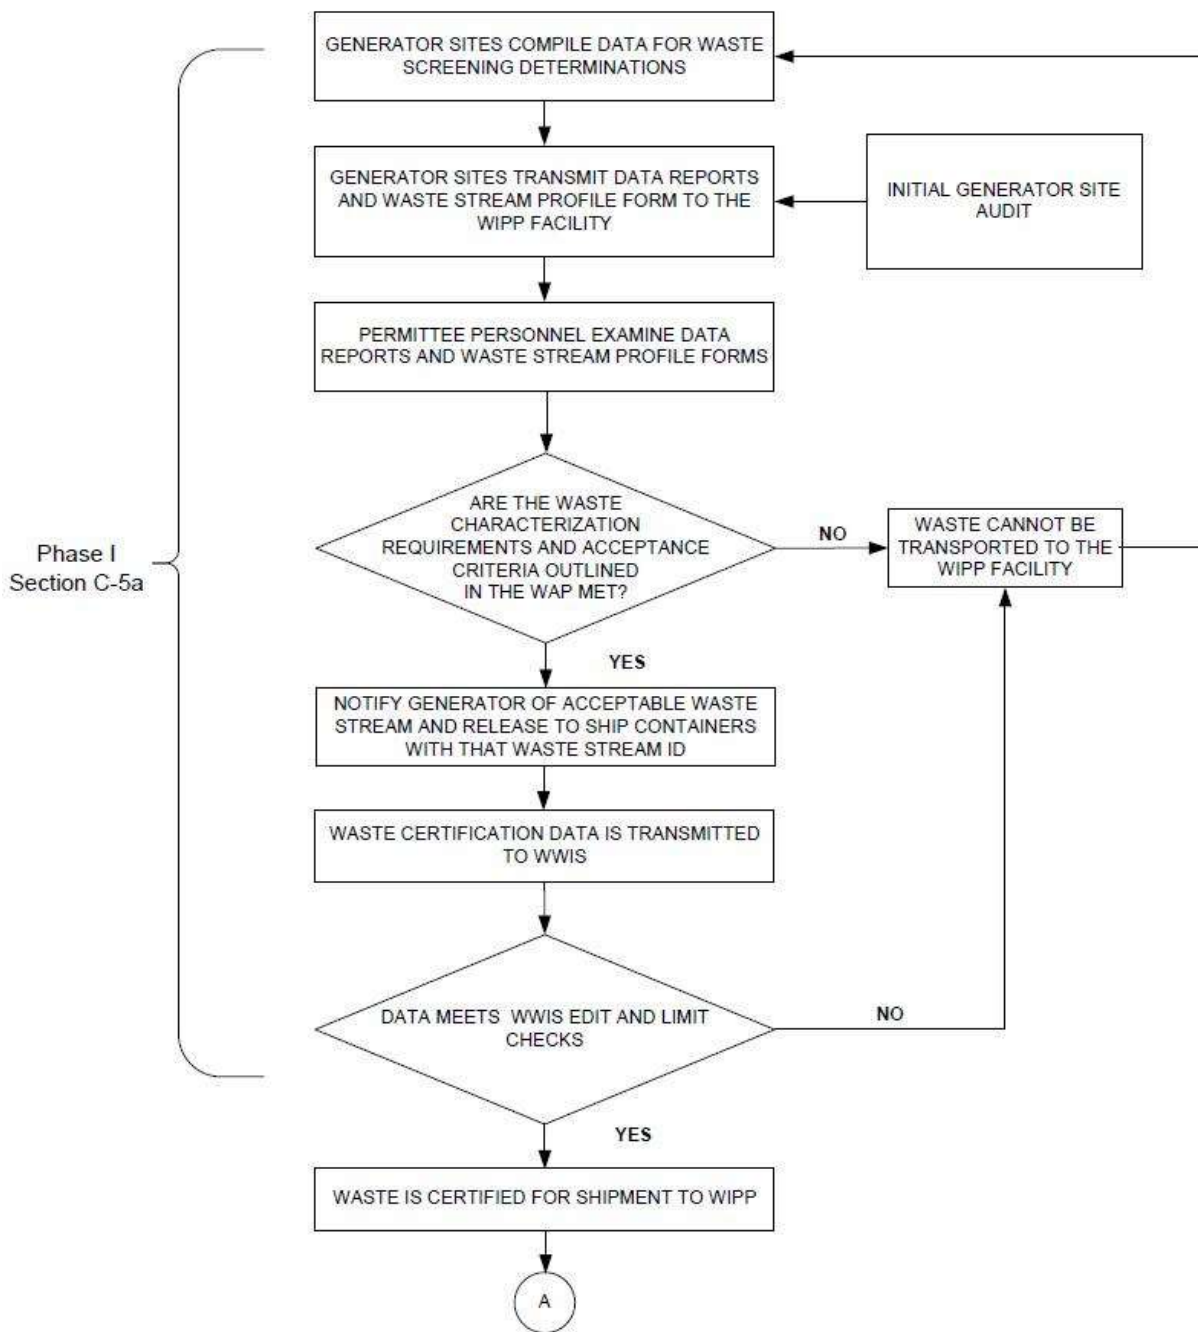 GENERATOR SITES COMPILE DATA FOR WASTE
SCREENING DETERMINATIONS
GENERATOR SITES TRANSMIT DATA REPORTS
AND WASTE STREAM PROFILE FORM TO THE
WIPP FACILITY
INITIAL GENERATOR SITE
AUDIT
PERMITTEE PERSONNEL EXAMINE DATA
REPORTS AND WASTE STREAM PROFILE FORMS
Phase I
Section C-5a
ARE THE WASTE
CHARACTERIZATION
REQUIREMENTS AND ACCEPTANCE
CRITERIA OUTLINED
IN THE WAP MET?
NO
WASTE CANNOT BE
TRANSPORTED TO THE
WIPP FACILITY
YES
NOTIFY GENERATOR OF ACCEPTABLE WASTE
STREAM AND RELEASE TO SHIP CONTAINERS
WITH THAT WASTE STREAM ID
WASTE CERTIFICATION DATA IS TRANSMITTED
TO WWIS
DATA MEETS WWIS EDIT AND LIMIT
CHECKS
NO
YES
WASTE IS CERTIFIED FOR SHIPMENT TO WIPP
A